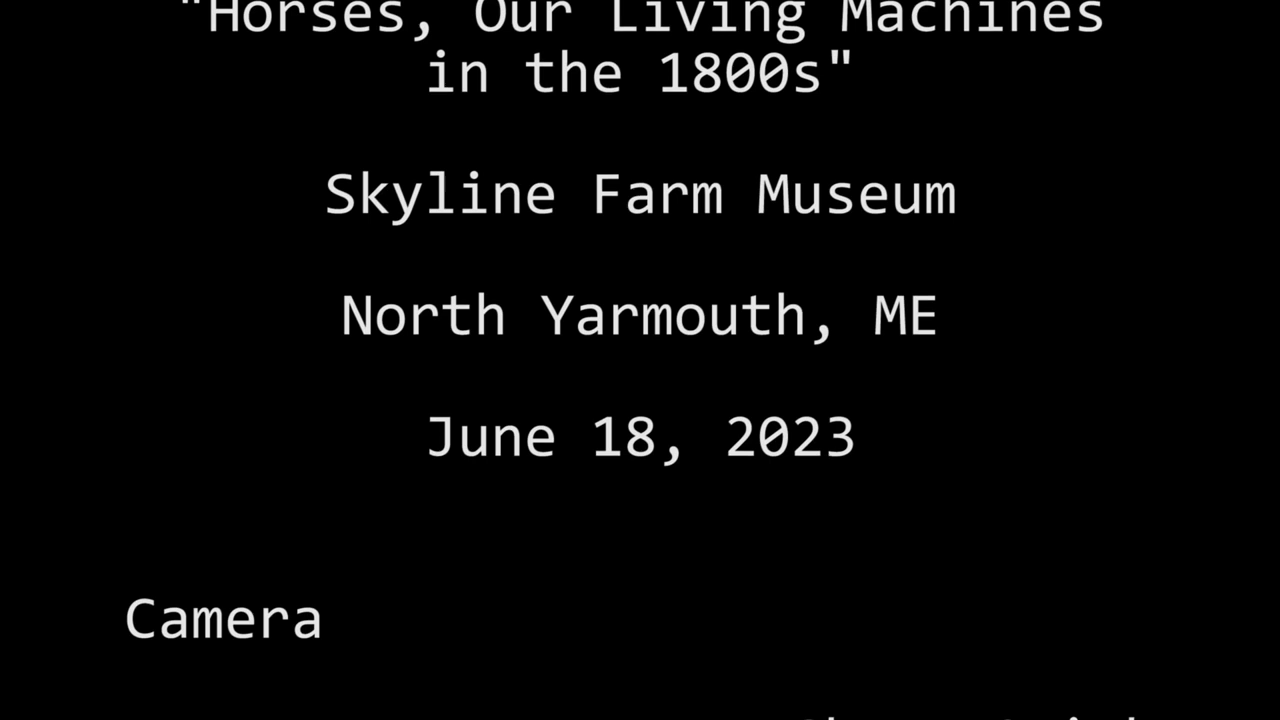 "Horses, Our Living Machines
in the 1800s"
Skyline Farm Museum
North Yarmouth, ME
June 18, 2023
Camera